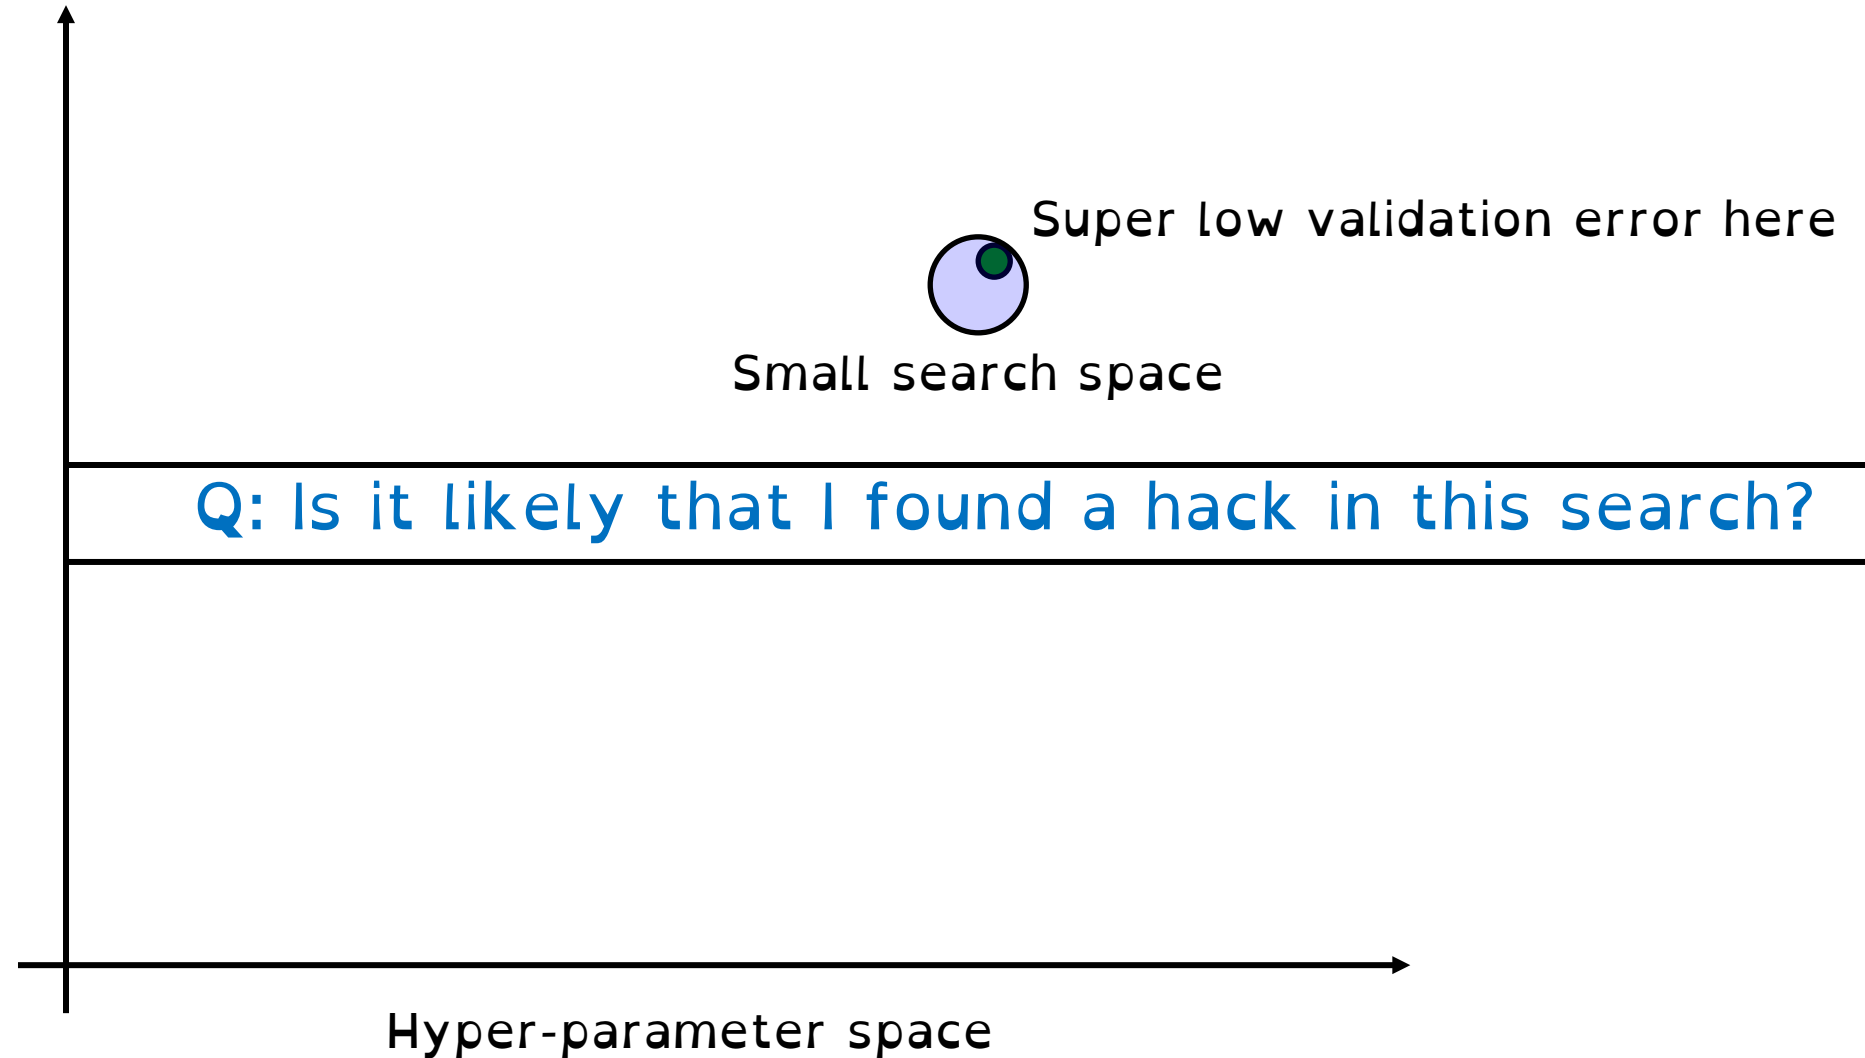 Super low validation error here
Small search space
Q: Is it likely that I found a hack in this search?
Hyper-parameter space